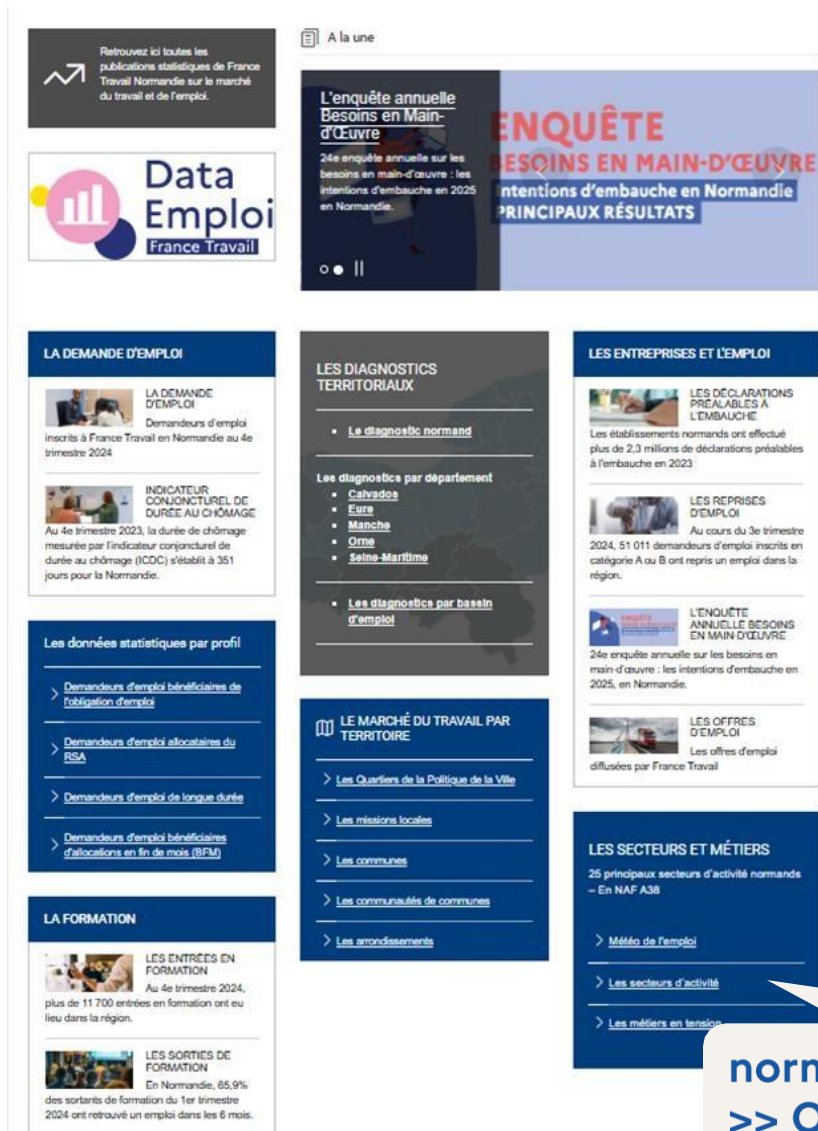 Retrouvez ici toutes les
publications statistiques de France
Travail Normandie sur le marché
du travail et de l'emploi.
Data
Emploi
France Travail
A la une
L'enquête annuelle
Besoins en Main-
d'Œuvre
24e enquête annuelle sur les
besoins en main-d'œuvre : les
intentions d'embauche en 2025
en Normandie.
ENQUÊTE
BESOINS EN MAIN-D'ŒUVRE
Intentions d'embauche en Normandie
PRINCIPAUX RÉSULTATS
LA DEMANDE D'EMPLOI
LA DEMANDE
D'EMPLOI
Demandeurs d'emploi
inscrits à France Travail en Normandie au 4e
trimestre 2024
INDICATEUR
CONJONCTUREL DE
DURÉE AU CHÔMAGE
Au 4e trimestre 2023, la durée de chômage
mesurée par l'indicateur conjoncturel de
durée au chômage (ICDC) s'établit à 351
jours pour la Normandie.
Les données statistiques par profil
Demandeurs d'emploi bénéficiaires de
l'obligation d'emploi
Demandeurs d'emploi allocataires du
RSA
Demandeurs d'emploi de longue durée
Demandeurs d'emploi bénéficiaires
d'allocations en fin de mois (BFM)
LA FORMATION
LES ENTRÉES EN
FORMATION
Au 4e trimestre 2024,
plus de 11 700 entrées en formation ont eu
lieu dans la région.
LES SORTIES DE
FORMATION
En Normandie, 65,9%
des sortants de formation du 1er trimestre
2024 ont retrouvé un emploi dans les 6 mois.
LES DIAGNOSTICS
TERRITORIAUX
Le diagnostic normand
Les diagnostics par département
Calvados
Eure
Manche
Orne
Seine-Maritime
Les diagnostics par bassin
d'emploi
LE MARCHÉ DU TRAVAIL PAR
TERRITOIRE
Les Quartiers de la Politique de la Ville
Les missions locales
Les communes
Les communautés de communes
Les arrondissements
LES ENTREPRISES ET L'EMPLOI
LES DÉCLARATIONS
PRÉALABLES À
L'EMBAUCHE
Les établissements normands ont effectué
plus de 2,3 millions de déclarations préalables
à l'embauche en 2023
LES REPRISES
D'EMPLOI
Au cours du 3e trimestre
2024, 51 011 demandeurs d'emploi inscrits en
catégorie A ou B ont repris un emploi dans la
région.
L'ENQUÊTE
ANNUELLE BESOINS
EN MAIN-D'ŒUVRE
24e enquête annuelle sur les besoins en
main-d'œuvre : les intentions d'embauche en
2025, en Normandie.
LES OFFRES
D'EMPLOI
Les offres d'emploi
diffusées par France Travail
LES SECTEURS ET MÉTIERS
25 principaux secteurs d'activité normands
– En NAF A38
Météo de l'emploi
Les secteurs d'activité
Les métiers en tension
norm
>> O